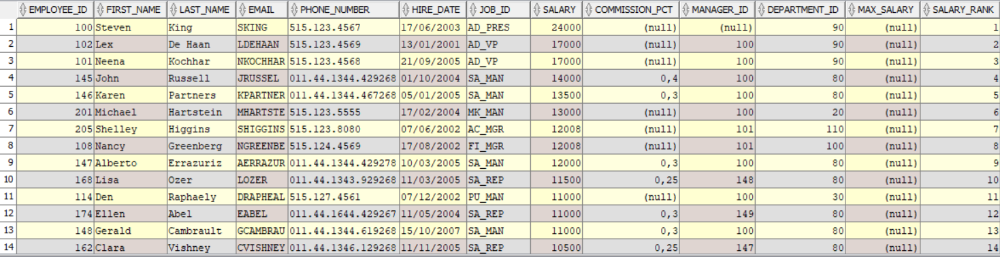 EMPLOYEE_ID FIRST_NAME LAST_NAME EMAIL PHONE_NUMBER HIRE_DATE JOB_ID SALARY COMMISSION_PCT MANAGER_ID DEPARTMENT_ID MAX_SALARY SALARY_RANK
1 100 Steven King SKING 515.123.4567 17/06/2003 AD_PRES 24000 (null) (null) 90 (null) 1
2 102 Lex De Haan LDEHAAN 515.123.4569 13/01/2001 AD_VP 17000 (null) 100 90 (null) 2
3 101 Neena Kochhar NKOCHHAR 515.123.4568 21/09/2005 AD_VP 17000 (null) 100 90 (null) 3
4 145 John Russell JRUSSEL 011.44.1344.429268 01/10/2004 SA_MAN 14000 0,4 100 80 (null) 4
5 146 Karen Partners KPARTNER 011.44.1344.467268 05/01/2005 SA_MAN 13500 0,3 100 80 (null) 5
6 201 Michael Hartstein MHARTSTE 515.123.5555 17/02/2004 MK_MAN 13000 (null) 100 20 (null) 6
7 205 Shelley Higgins SHIGGINS 515.123.8080 07/06/2002 AC_MGR 12008 (null) 101 110 (null) 7
8 108 Nancy Greenberg NGREENBE 515.124.4569 17/08/2002 FI_MGR 12008 (null) 101 100 (null) 8
9 147 Alberto Errazuriz AERRAZUR 011.44.1344.429278 10/03/2005 SA_MAN 12000 0,3 100 80 (null) 9
10 168 Lisa Ozer LOZER 011.44.1343.929268 11/03/2005 SA_REP 11500 0,25 148 80 (null) 10
11 114 Den Raphaely DRAPHEAL 515.127.4561 07/12/2002 PU_MAN 11000 (null) 100 30 (null) 11
12 174 Ellen Abel EABEL 011.44.1644.429267 11/05/2004 SA_REP 11000 0,3 149 80 (null) 12
13 148 Gerald Cambrault GCAMBRAU 011.44.1344.619268 15/10/2007 SA_MAN 11000 0,3 100 80 (null) 13
14 162 Clara Vishney CVISHNEY 011.44.1346.129268 11/11/2005 SA_REP 10500 0,25 147 80 (null) 14